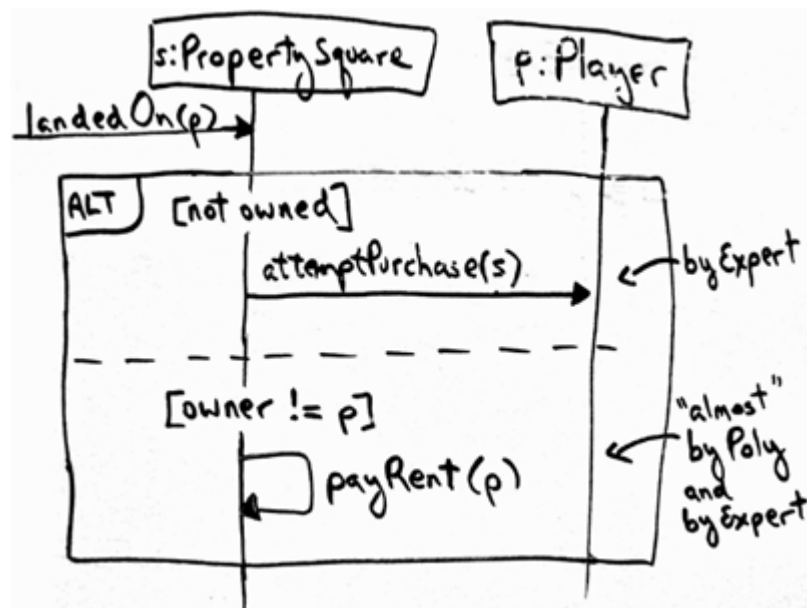 s:PropertySquare
p:Player
landedOn(p)
ALT
[not owned]
attemptPurchase(s)
by Expert
[owner != p]
payRent(p)
"almost"
by Poly
and
by Expert